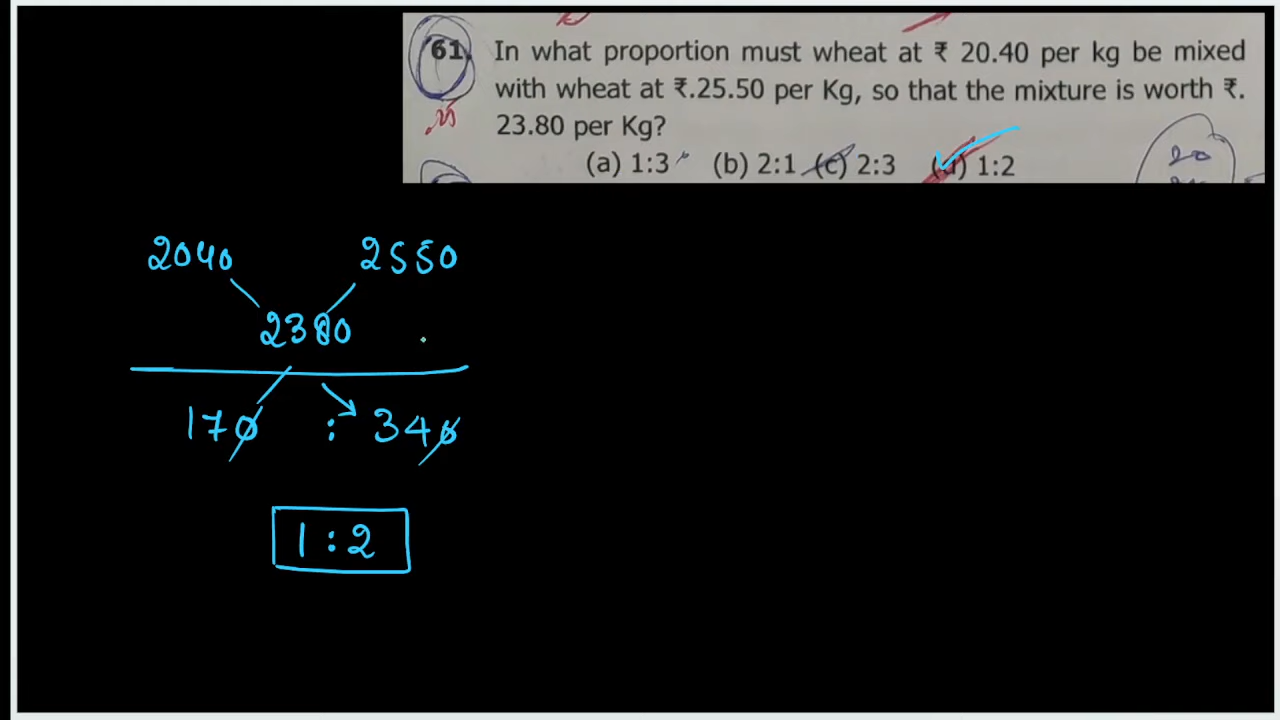 61. In what proportion must wheat at ₹ 20.40 per kg be mixed
with wheat at ₹.25.50 per Kg, so that the mixture is worth ₹.
23.80 per Kg?
(a) 1:3 (b) 2:1 (c) 2:3 (d) 1:2
20
2040 2550
2380
170 : 340
1 : 2